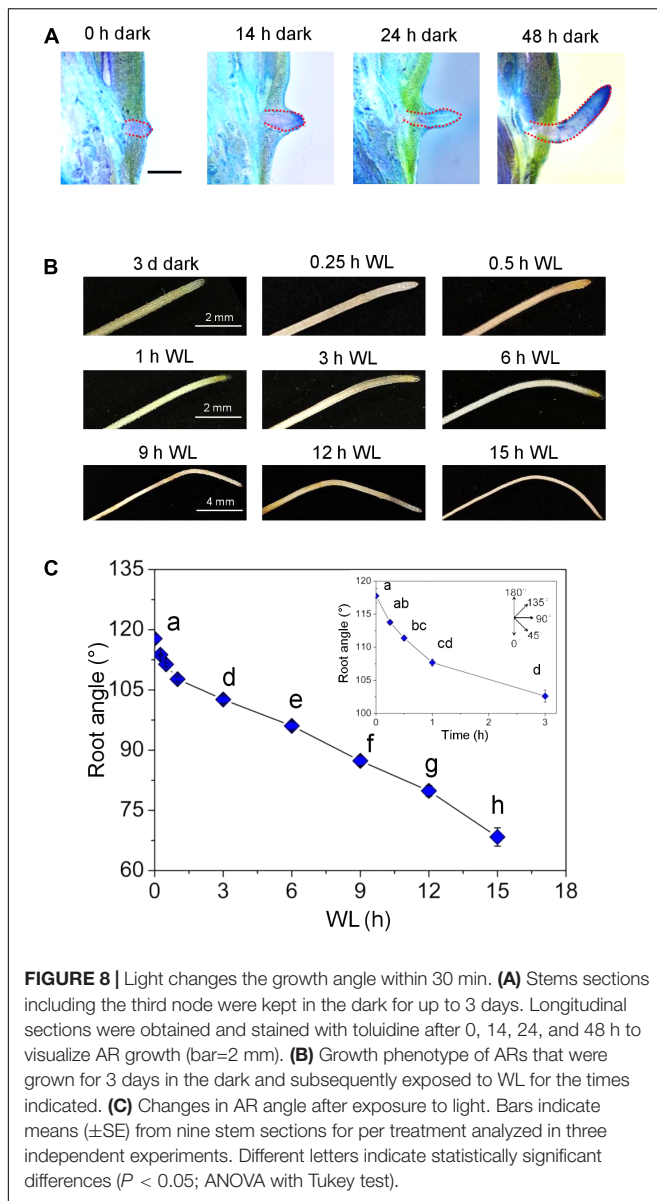 A
0 h dark 14 h dark 24 h dark 48 h dark
B
3 d dark 0.25 h WL 0.5 h WL
2 mm
1 h WL 3 h WL 6 h WL
2 mm
9 h WL 12 h WL 15 h WL
4 mm
C
Root angle (°)
135
120
105
90
75
60
a
d
e
f
g
h
0 3 6 9 12 15 18
WL (h)
Root angle (°)
120
115
110
105
100
a
ab
bc
cd
d
0 1 2 3
Time (h)
180°
135°
90°
45°
0
FIGURE 8 | Light changes the growth angle within 30 min. (A) Stems sections
including the third node were kept in the dark for up to 3 days. Longitudinal
sections were obtained and stained with toluidine after 0, 14, 24, and 48 h to
visualize AR growth (bar=2 mm). (B) Growth phenotype of ARs that were
grown for 3 days in the dark and subsequently exposed to WL for the times
indicated. (C) Changes in AR angle after exposure to light. Bars indicate
means (±SE) from nine stem sections for per treatment analyzed in three
independent experiments. Different letters indicate statistically significant
differences (P < 0.05; ANOVA with Tukey test).